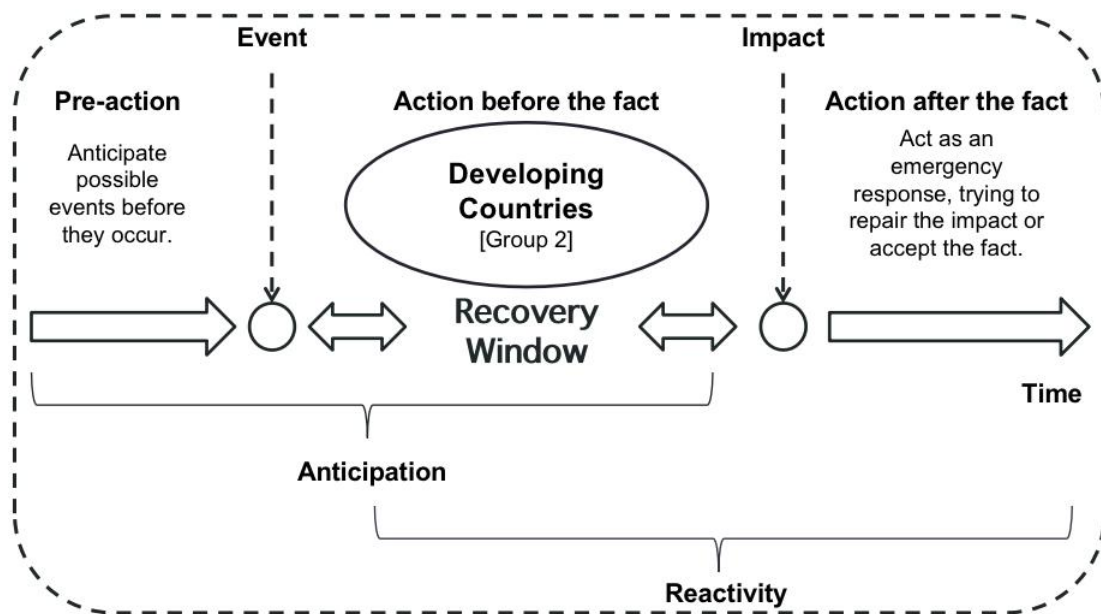 Event
Impact
Pre-action
Action before the fact
Action after the fact
Anticipate
possible
events before
they occur.
Developing
Countries
[Group 2]
Act as an
emergency
response, trying to
repair the impact or
accept the fact.
Recovery
Window
Time
Anticipation
Reactivity